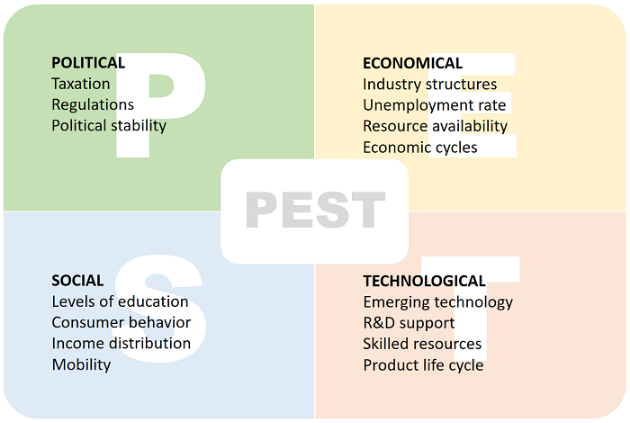 P
POLITICAL
Taxation
Regulations
Political stability
E
ECONOMICAL
Industry structures
Unemployment rate
Resource availability
Economic cycles
PEST
S
SOCIAL
Levels of education
Consumer behavior
Income distribution
Mobility
T
TECHNOLOGICAL
Emerging technology
R&D support
Skilled resources
Product life cycle